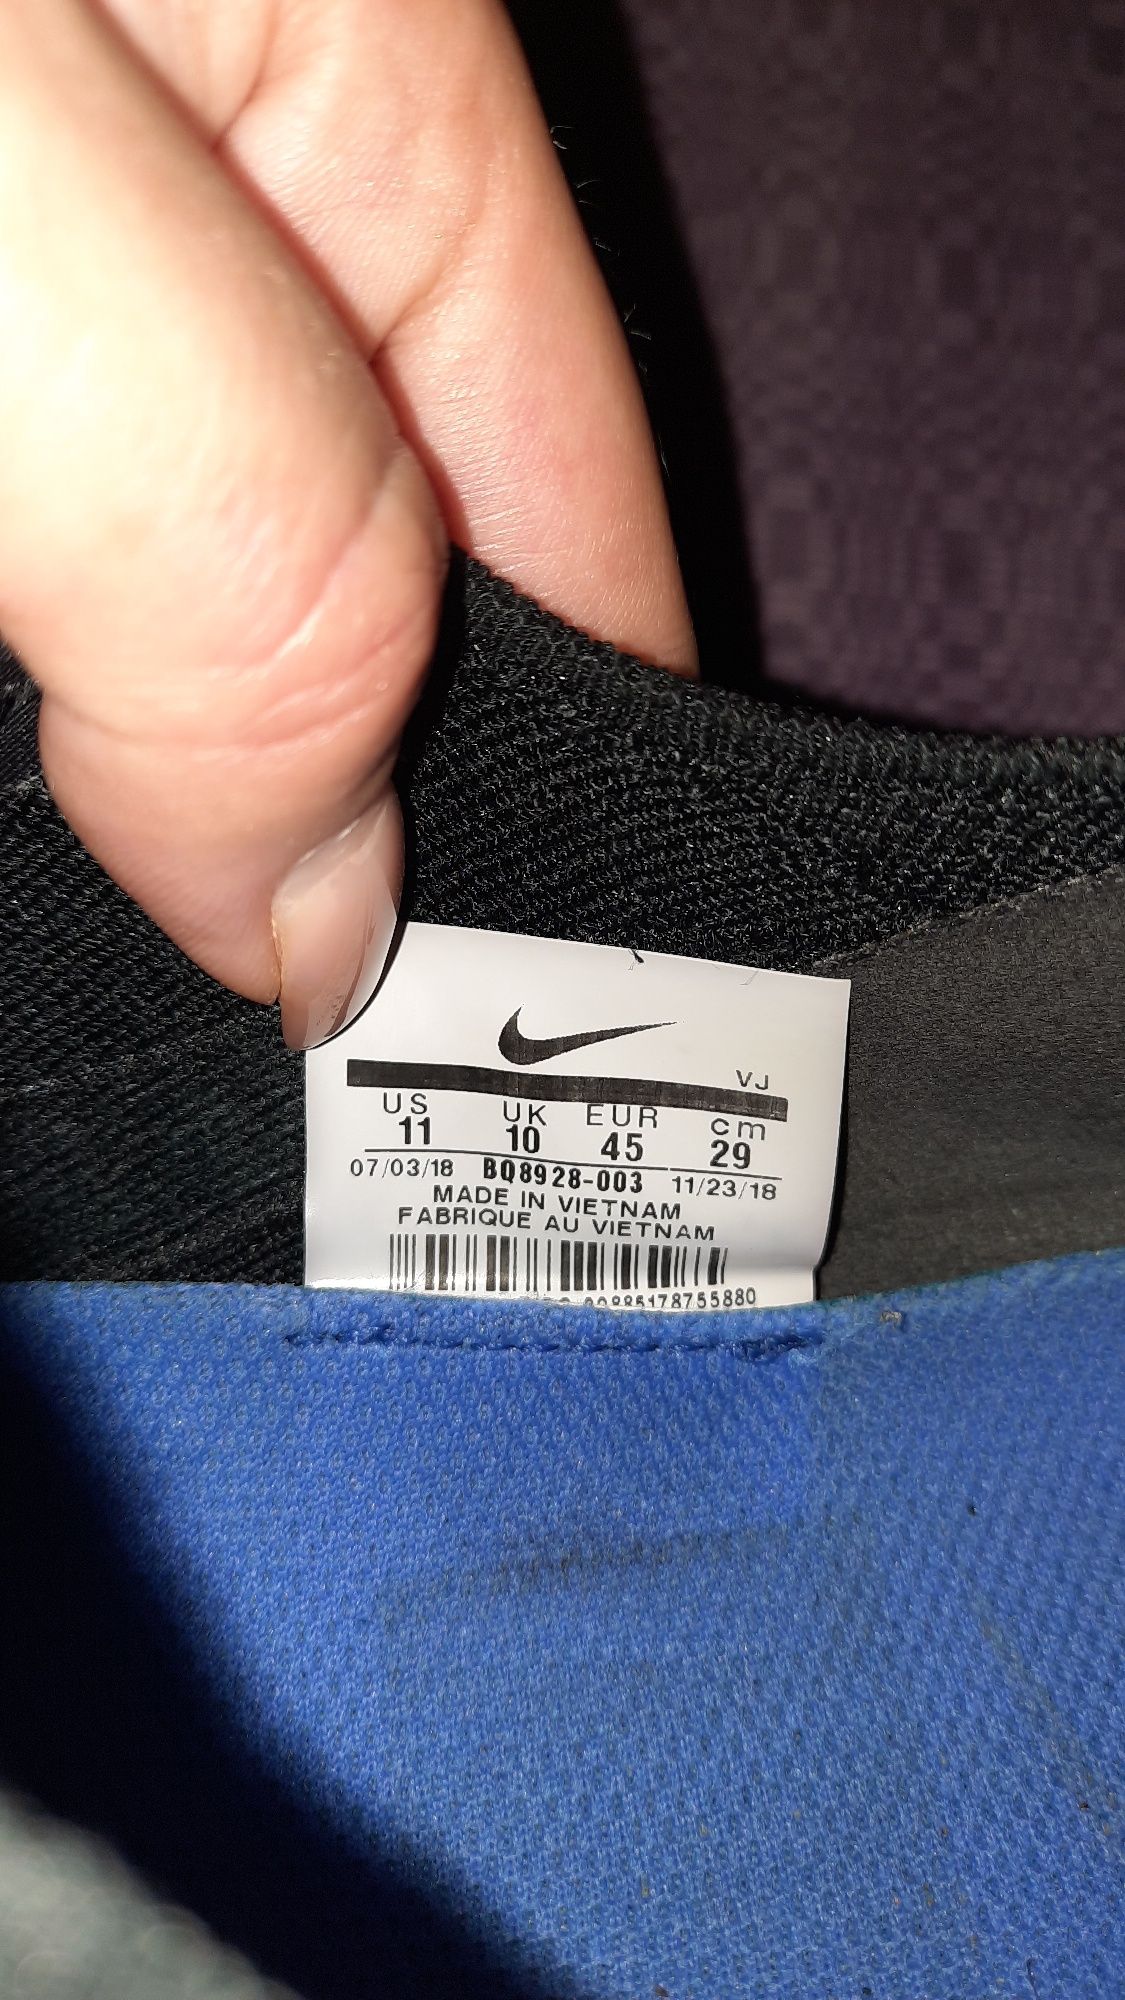 VJ
US UK EUR cm
11 10 45 29
07/03/18 BQ8928-003 11/23/18
MADE IN VIETNAM
FABRIQUE AU VIETNAM
00885178755880